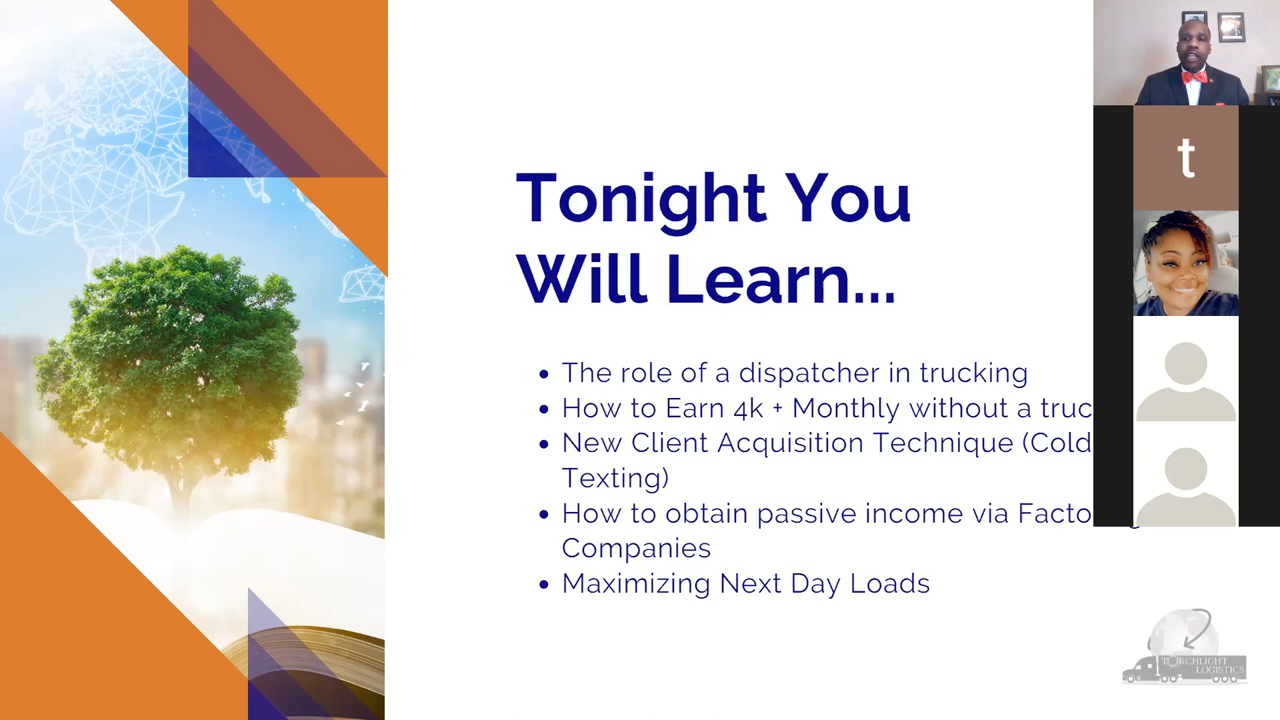 Tonight You
Will Learn...
The role of a dispatcher in trucking
How to Earn 4k + Monthly without a truc
New Client Acquisition Technique (Cold
Texting)
How to obtain passive income via Facto
Companies
Maximizing Next Day Loads
t
TORCHLIGHT
LOGISTICS